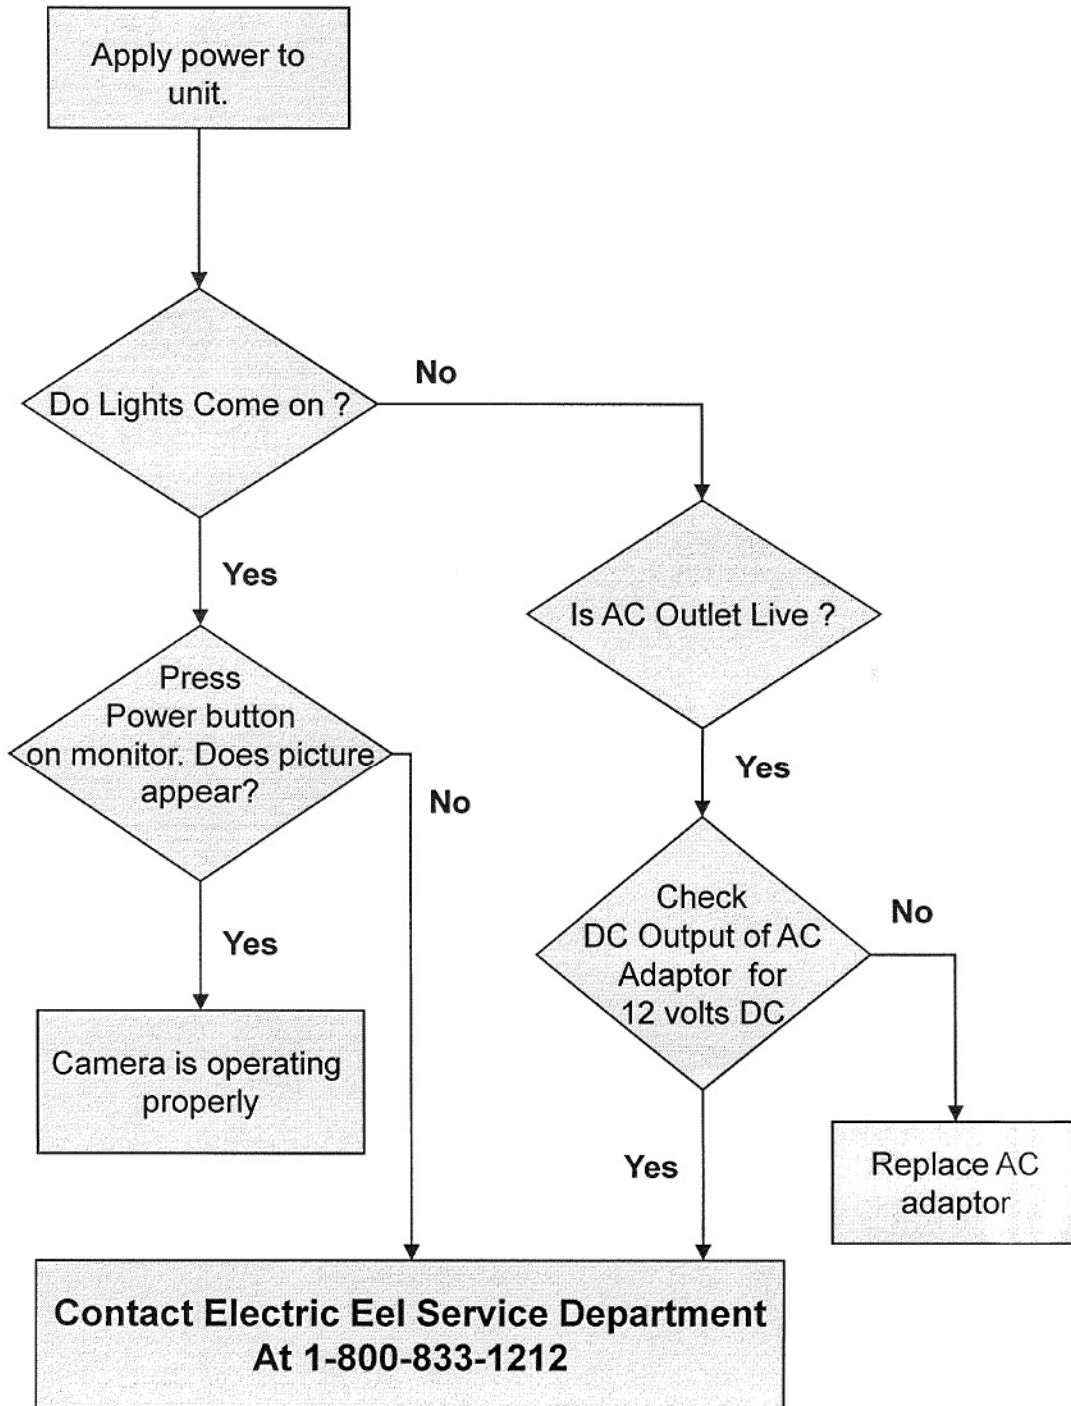 Apply power to
unit.
Do Lights Come on ?
No
Yes
Is AC Outlet Live ?
Press
Power button
on monitor. Does picture
appear?
No
Yes
Yes
Check
DC Output of AC
Adaptor for
12 volts DC
No
Camera is operating
properly
Yes
Replace AC
adaptor
Contact Electric Eel Service Department
At 1-800-833-1212